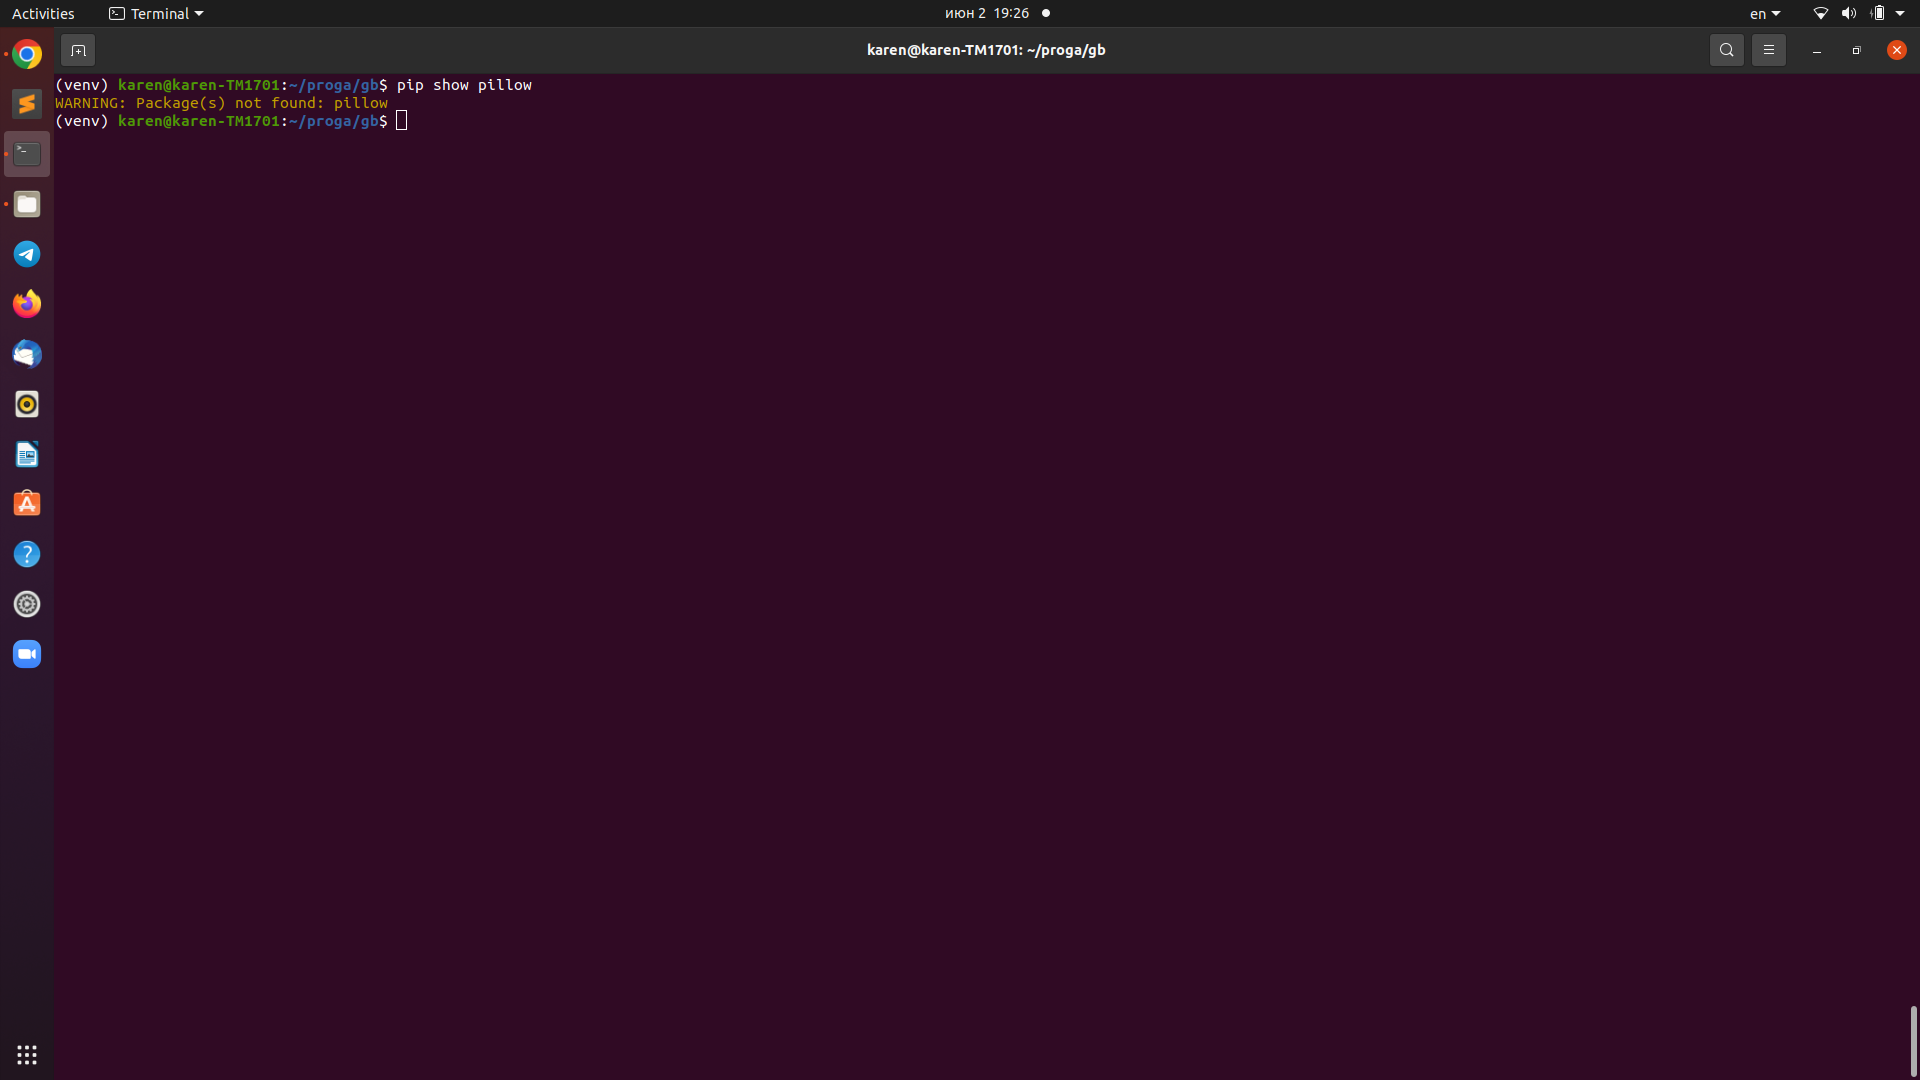 Activities Terminal июн 2 19:26 en
karen@karen-TM1701: ~/proga/gb
(venv) karen@karen-TM1701:~/proga/gb$ pip show pillow
WARNING: Package(s) not found: pillow
(venv) karen@karen-TM1701:~/proga/gb$